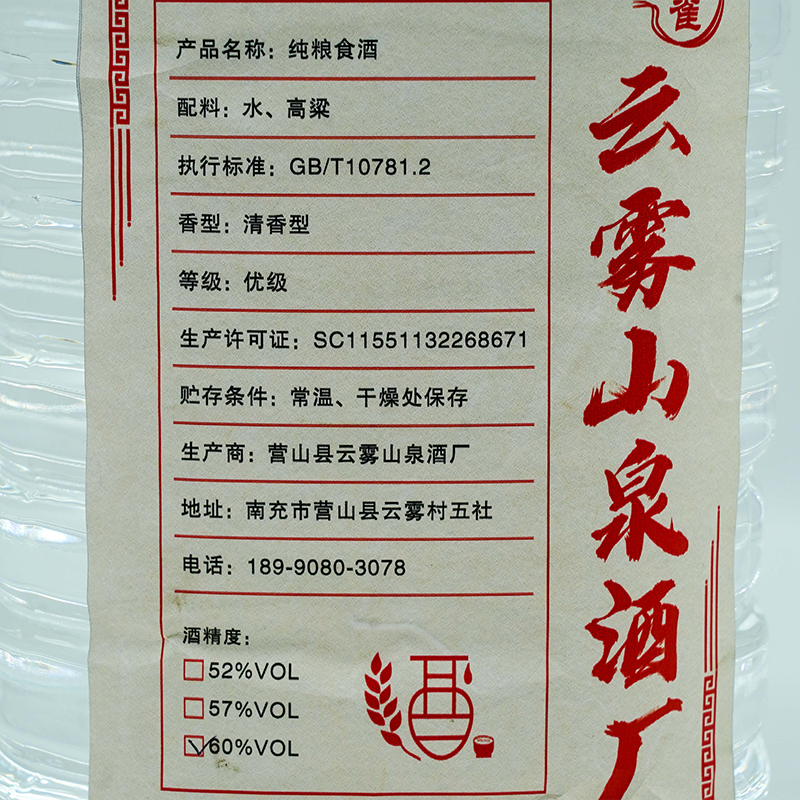 产品名称：纯粮食酒
配料：水、高粱
执行标准：GB/T10781.2
香型：清香型
等级：优级
生产许可证：SC11551132268671
贮存条件：常温、干燥处保存
生产商：营山县云雾山泉酒厂
地址：南充市营山县云雾村五社
电话：189-9080-3078
酒精度：
52%VOL
57%VOL
60%VOL
雀
云雾山泉酒厂